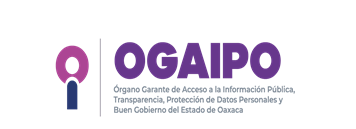 OGAIPO
Órgano Garante de Acceso a la Información Pública,
Transparencia, Protección de Datos Personales y
Buen Gobierno del Estado de Oaxaca